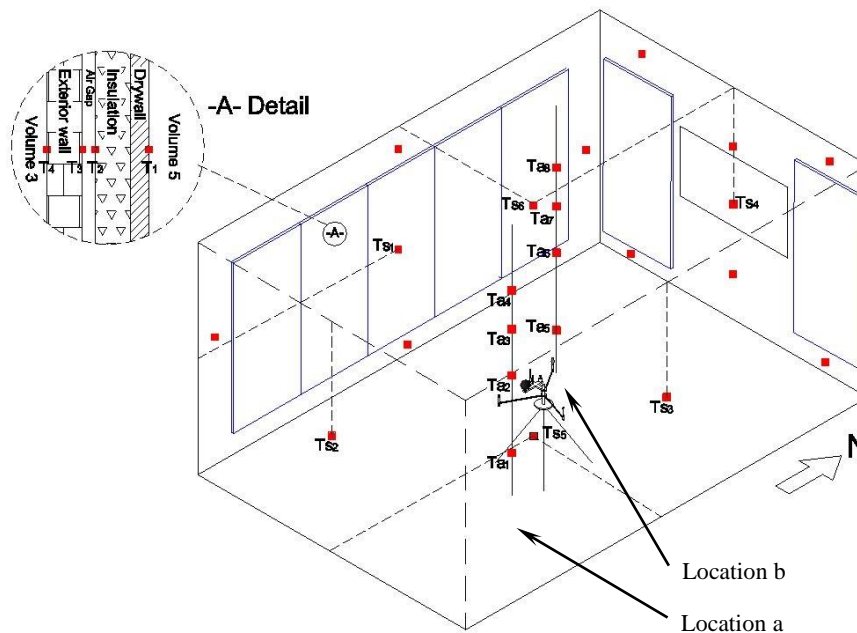 -A- Detail
Volume 3
Exterior wall
Air Gap
Insulation
Drywall
Volume 5
T4
T3
T2
T1
-A-
Ta8
Ts6
Ta7
Ts4
Ts1
Ta6
Ta4
Ta3
Ta5
Ta2
Ts3
Ts2
Ts5
Ta1
N
Location b
Location a